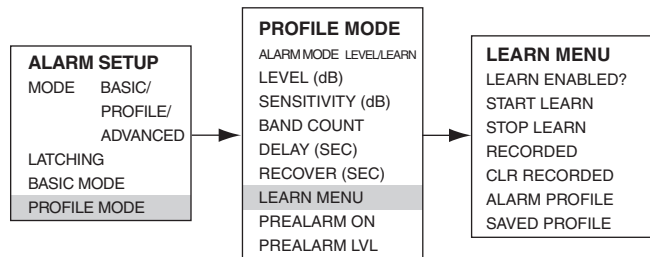 ALARM SETUP
MODE BASIC/
PROFILE/
ADVANCED
LATCHING
BASIC MODE
PROFILE MODE
PROFILE MODE
ALARM MODE LEVEL/LEARN
LEVEL (dB)
SENSITIVITY (dB)
BAND COUNT
DELAY (SEC)
RECOVER (SEC)
LEARN MENU
PREALARM ON
PREALARM LVL
LEARN MENU
LEARN ENABLED?
START LEARN
STOP LEARN
RECORDED
CLR RECORDED
ALARM PROFILE
SAVED PROFILE